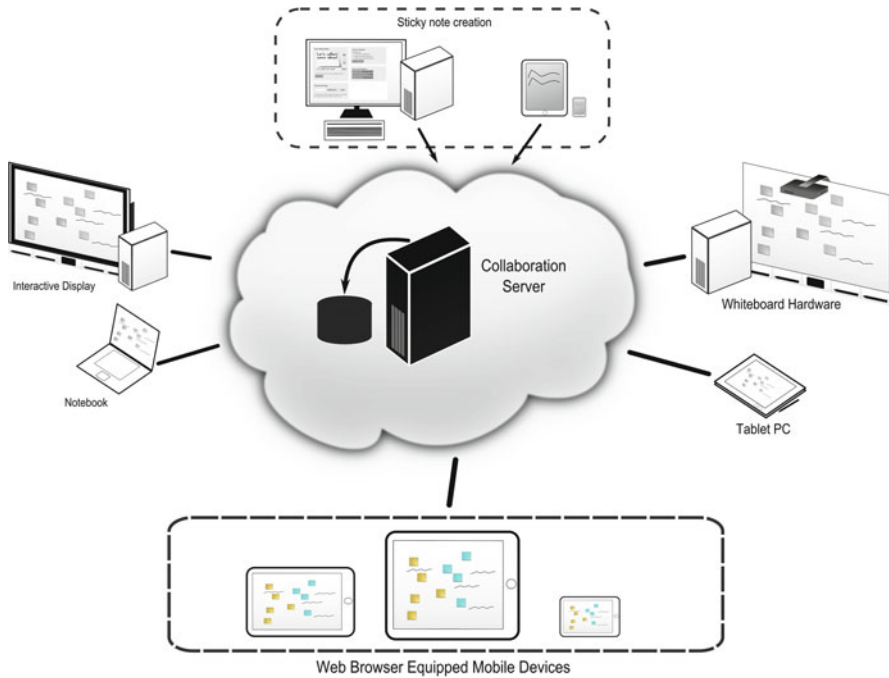 Sticky note creation
Collaboration
Server
Interactive Display
Whiteboard Hardware
Notebook
Tablet PC
Web Browser Equipped Mobile Devices